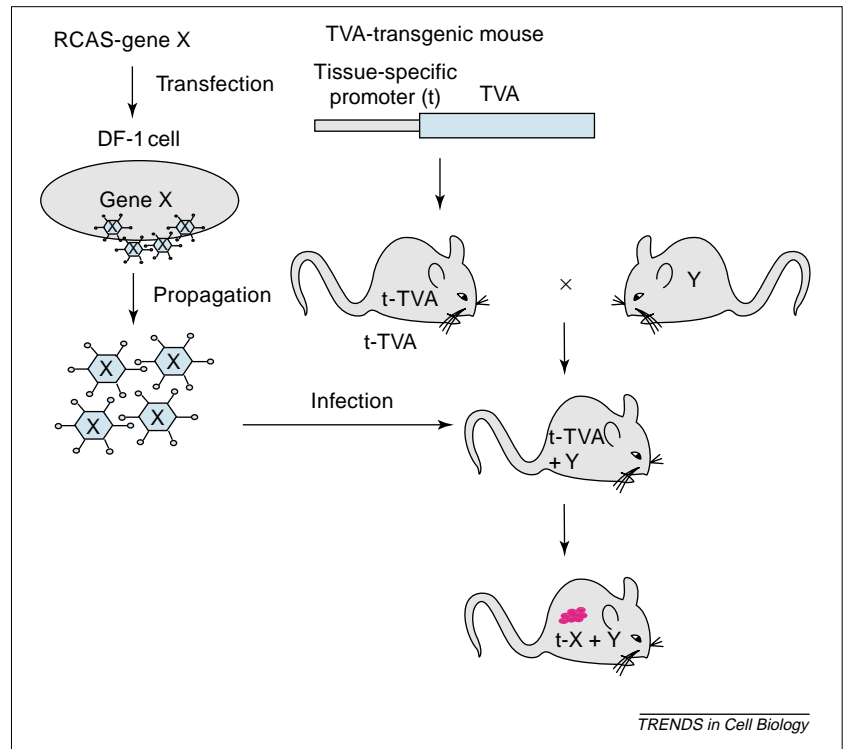 RCAS-gene X
Transfection
DF-1 cell
Gene X
X
X
X
X
Propagation
X
X
X
X
Infection
TVA-transgenic mouse
Tissue-specific
promoter (t)
TVA
t-TVA
t-TVA
×
Y
t-TVA
+ Y
t-X + Y
TRENDS in Cell Biology